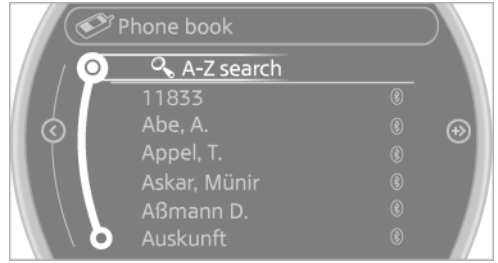 Phone book
A-Z search
11833
Abe, A.
Appel, T.
Askar, Münir
Aßmann D.
Auskunft